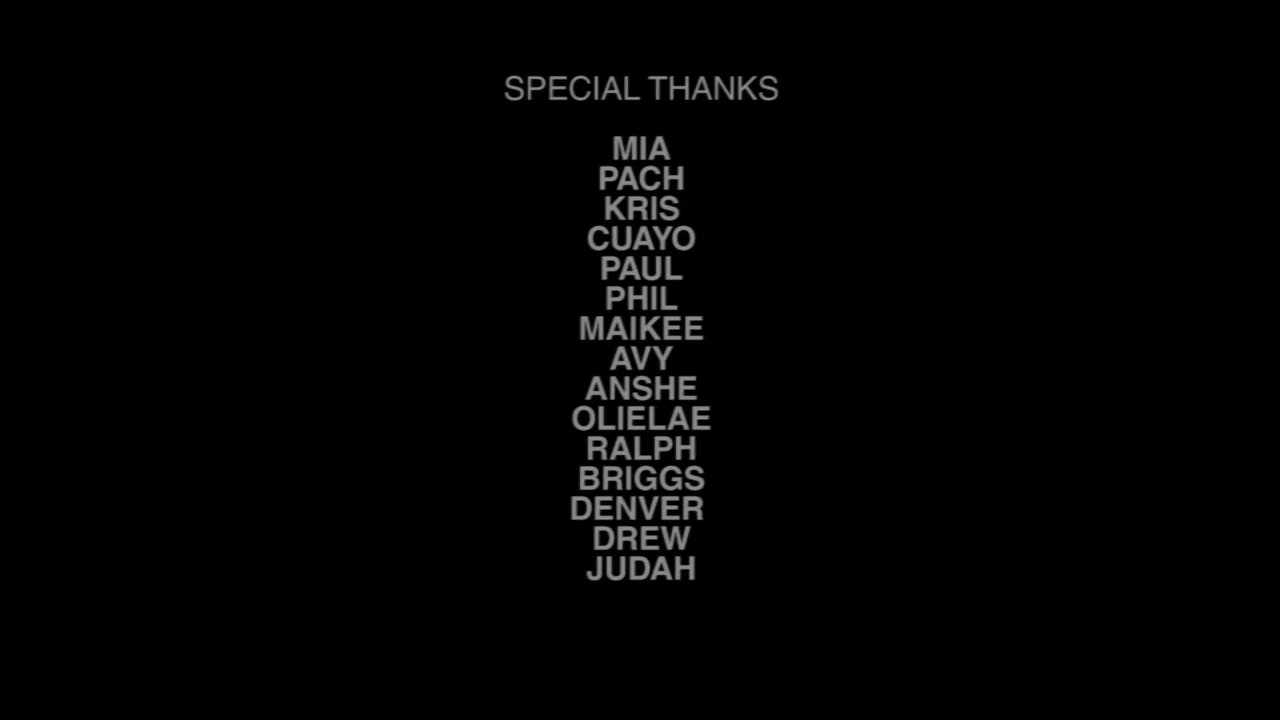 SPECIAL THANKS
MIA
PACH
KRIS
CUAYO
PAUL
PHIL
MAIKEE
AVY
ANSHE
OLIELAE
RALPH
BRIGGS
DENVER
DREW
JUDAH